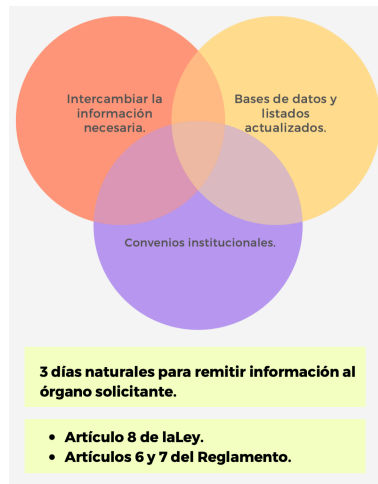 Intercambiar la
información
necesaria.
Bases de datos y
listados
actualizados.
Convenios institucionales.
3 días naturales para remitir información al
órgano solicitante.
• Artículo 8 de laLey.
• Artículos 6 y 7 del Reglamento.